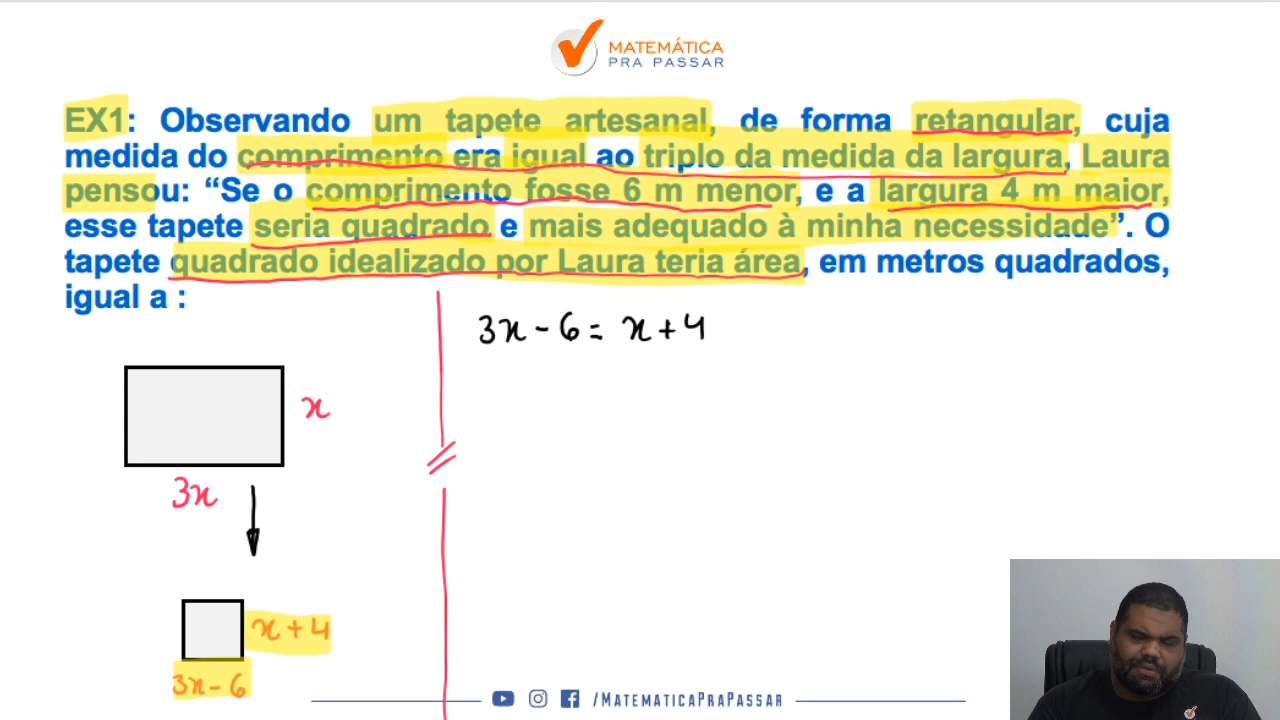 MATEMÁTICA
PRA PASSAR
EX1: Observando um tapete artesanal, de forma retangular, cuja
medida do comprimento era igual ao triplo da medida da largura, Laura
pensou: “Se o comprimento fosse 6 m menor, e a largura 4 m maior,
esse tapete seria quadrado e mais adequado à minha necessidade”. O
tapete quadrado idealizado por Laura teria área, em metros quadrados,
igual a :
3x - 6 = x + 4
x
3x
x + 4
3x - 6
/MATEMATICAPRAPASSAR